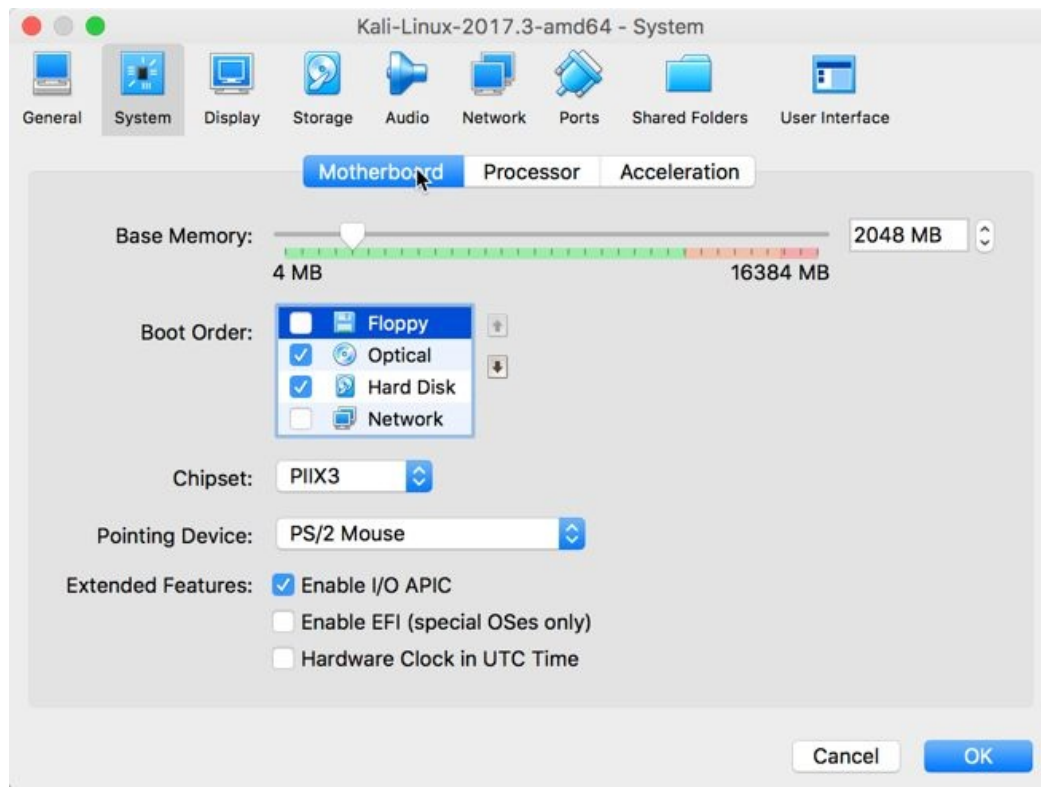 Kali-Linux-2017.3-amd64 - System
General System Display Storage Audio Network Ports Shared Folders User Interface
Motherboard Processor Acceleration
Base Memory: 2048 MB
4 MB 16384 MB
Boot Order: Floppy
Optical
Hard Disk
Network
Chipset: PIIX3
Pointing Device: PS/2 Mouse
Extended Features: Enable I/O APIC
Enable EFI (special OSes only)
Hardware Clock in UTC Time
Cancel OK